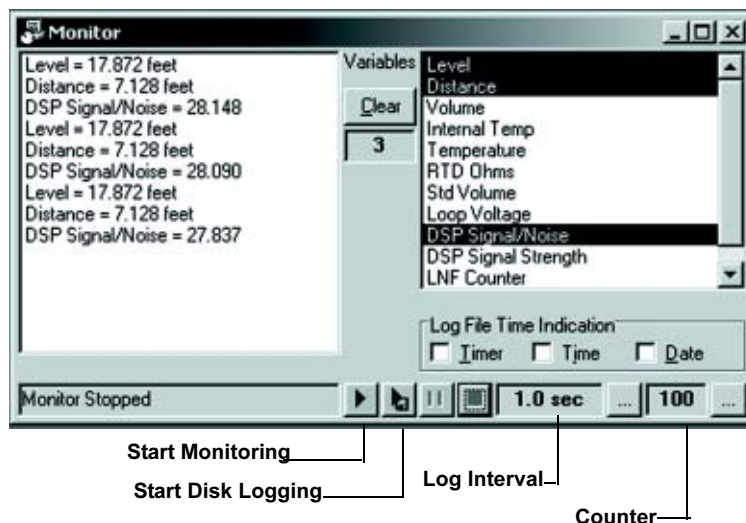 Monitor
Level = 17.872 feet
Distance = 7.128 feet
DSP Signal/Noise = 28.148
Level = 17.872 feet
Distance = 7.128 feet
DSP Signal/Noise = 28.090
Level = 17.872 feet
Distance = 7.128 feet
DSP Signal/Noise = 27.837
Variables
Clear
3
Level
Distance
Volume
Internal Temp
Temperature
RTD Ohms
Std Volume
Loop Voltage
DSP Signal/Noise
DSP Signal Strength
LNF Counter
Log File Time Indication
Timer Time Date
Monitor Stopped 1.0 sec ... 100 ...
Start Monitoring
Start Disk Logging
Log Interval
Counter